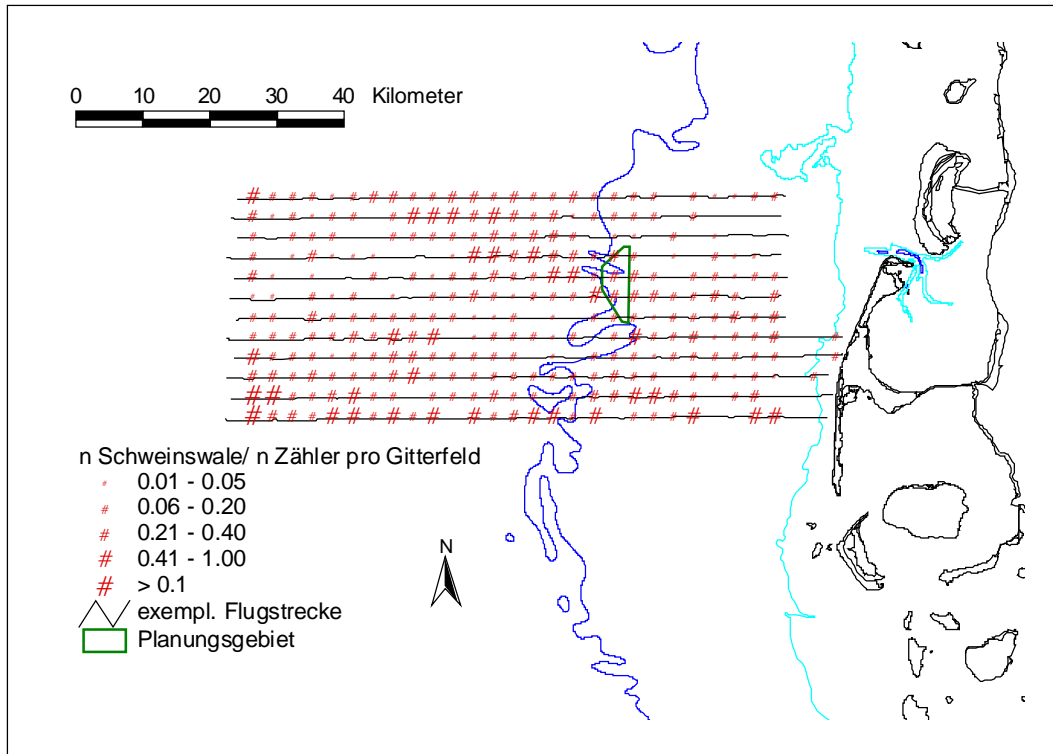 0 10 20 30 40 Kilometer
n Schweinswale/ n Zähler pro Gitterfeld
# 0.01 - 0.05
# 0.06 - 0.20
# 0.21 - 0.40
# 0.41 - 1.00
# > 0.1
exempl. Flugstrecke
Planungsgebiet
N